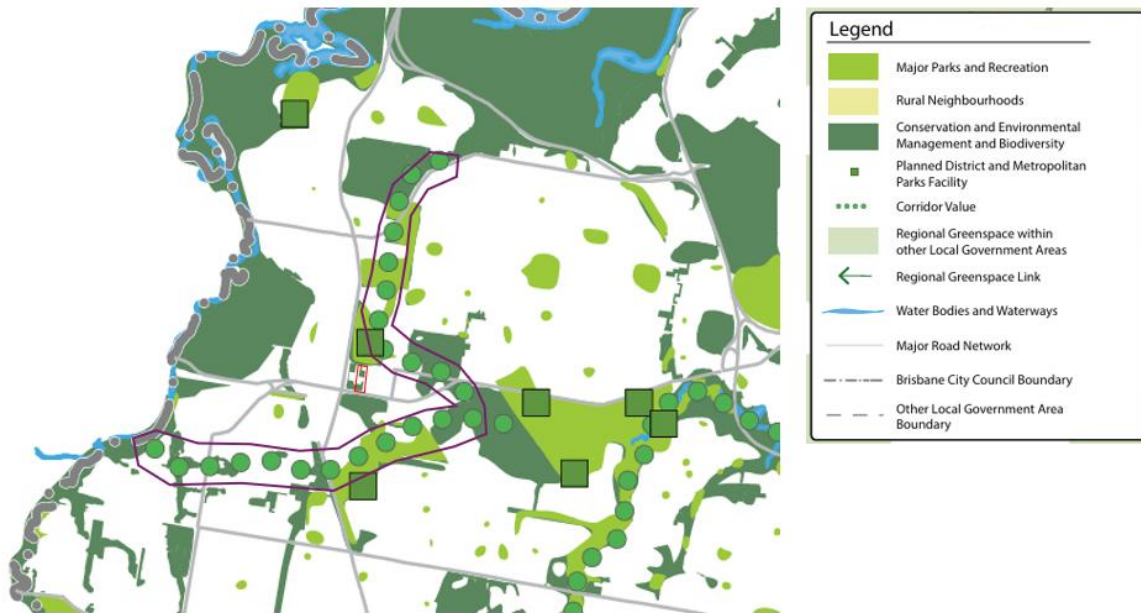 Legend
Major Parks and Recreation
Rural Neighbourhoods
Conservation and Environmental
Management and Biodiversity
Planned District and Metropolitan
Parks Facility
Corridor Value
Regional Greenspace within
other Local Government Areas
Regional Greenspace Link
Water Bodies and Waterways
Major Road Network
Brisbane City Council Boundary
Other Local Government Area
Boundary